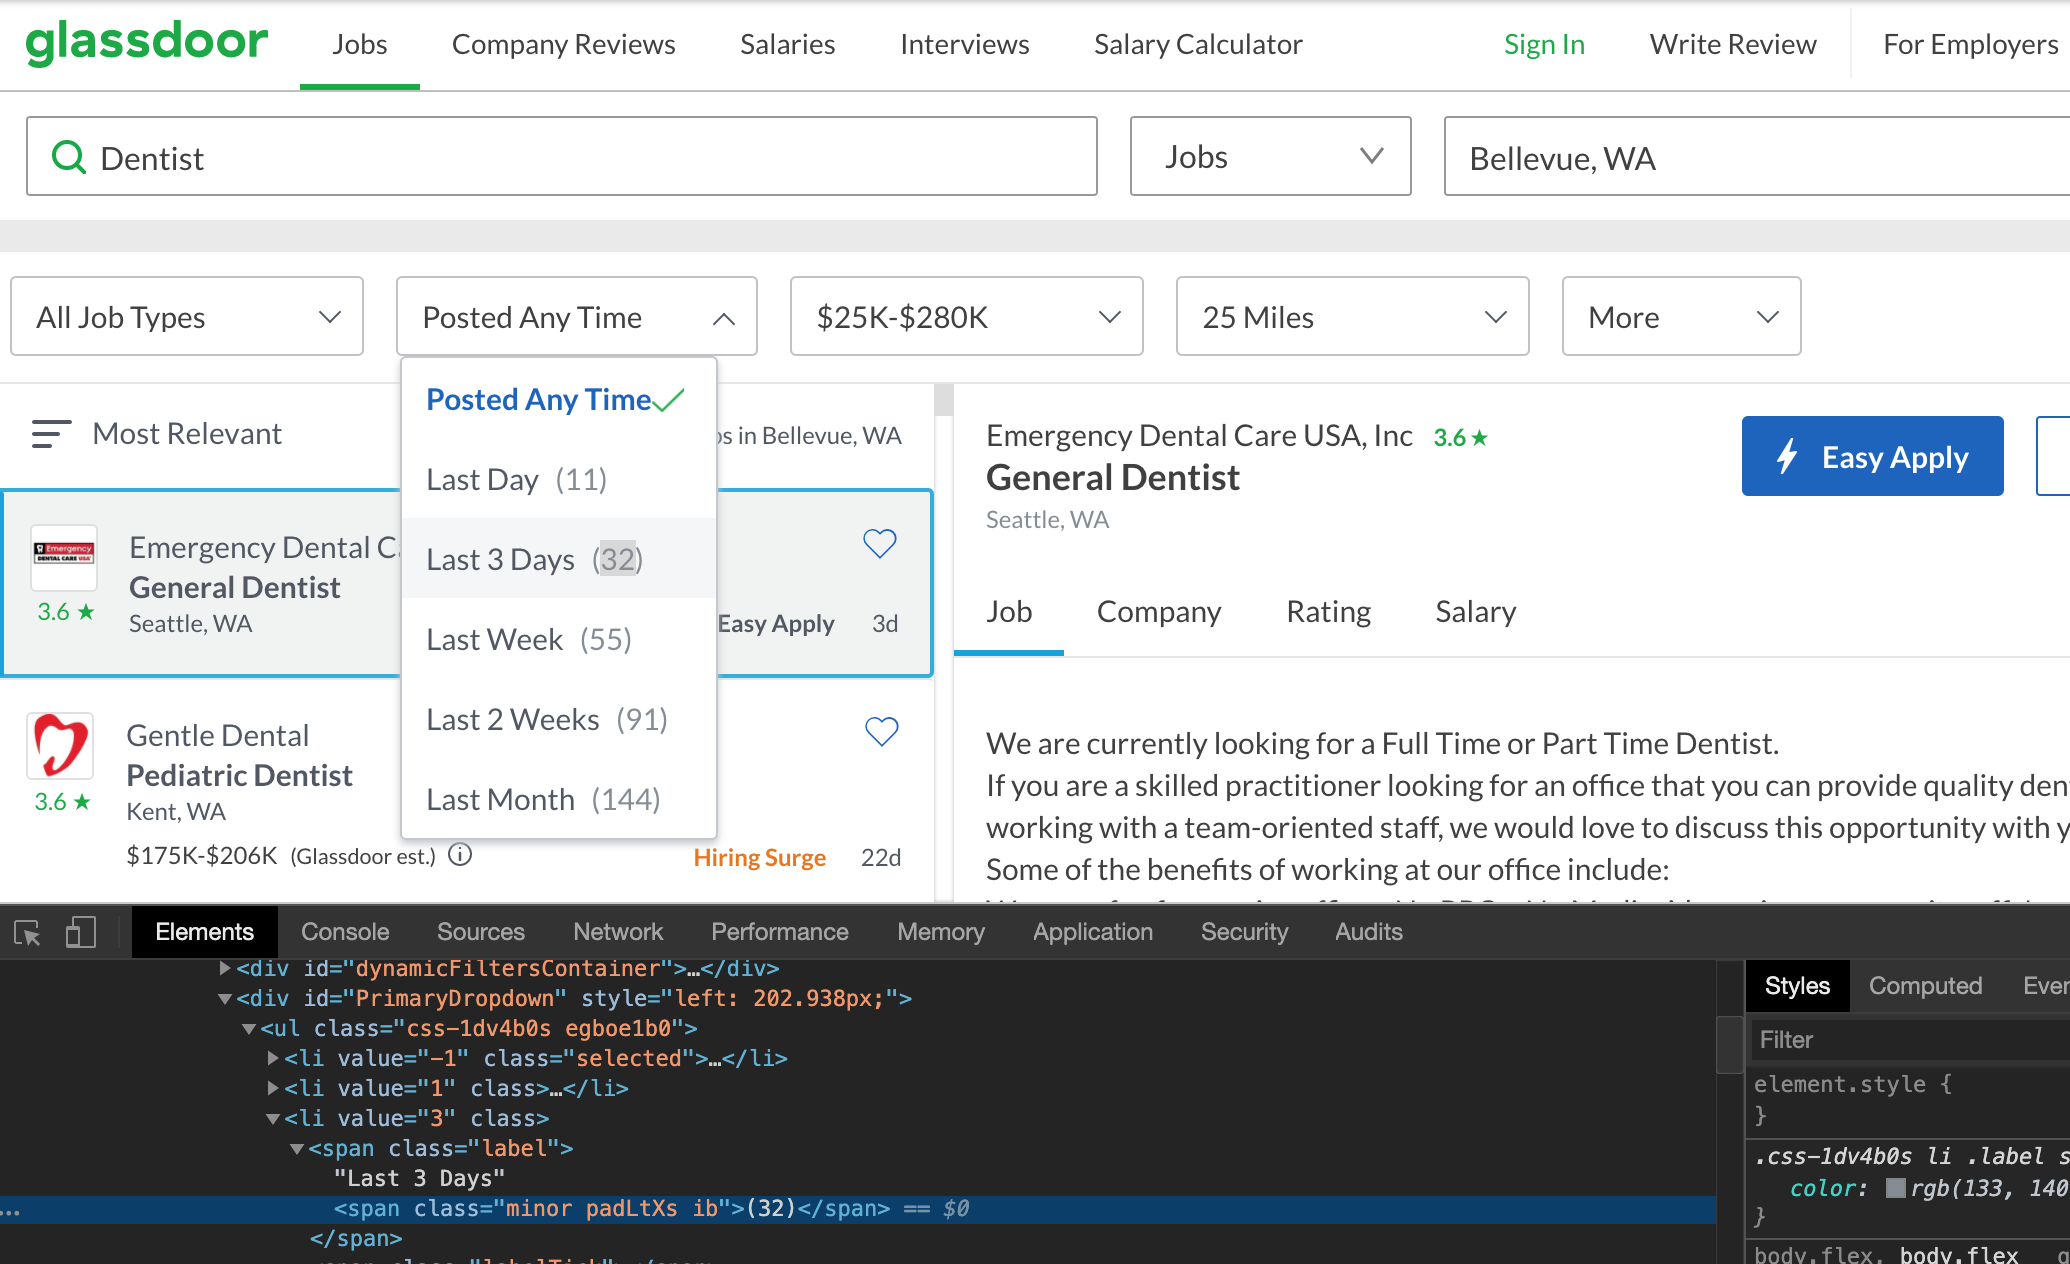 glassdoor Jobs Company Reviews Salaries Interviews Salary Calculator Sign In Write Review For Employers
Dentist Jobs Bellevue, WA
All Job Types Posted Any Time $25K-$280K 25 Miles More
Posted Any Time
Last Day (11)
Last 3 Days (32)
Last Week (55)
Last 2 Weeks (91)
Last Month (144)
Most Relevant in Bellevue, WA
Emergency Dental
General Dentist
Seattle, WA
3.6 ★
Easy Apply 3d
Emergency
DENTAL CARE USA
Gentle Dental
Pediatric Dentist
Kent, WA
3.6 ★
$175K-$206K (Glassdoor est.)
Hiring Surge 22d
Emergency Dental Care USA, Inc 3.6 ★
General Dentist
Seattle, WA
Easy Apply
Job Company Rating Salary
We are currently looking for a Full Time or Part Time Dentist.
If you are a skilled practitioner looking for an office that you can provide quality
working with a team-oriented staff, we would love to discuss this opportunity with
Some of the benefits of working at our office include:
Elements Console Sources Network Performance Memory Application Security Audits
<div id="dynamicFiltersContainer">…</div>
<div id="PrimaryDropdown" style="left: 202.938px;">
<ul class="css-1dv4b0s egboe1b0">
<li value="-1" class="selected">…</li>
<li value="1" class>…</li>
<li value="3" class>
<span class="label">
"Last 3 Days"
… <span class="minor padLtXs ib">(32)</span> == $0
</span>
Styles Computed
Filter
element.style {
}
.css-1dv4b0s li .label
color: rgb(133, 140
}
body.flex, body.flex